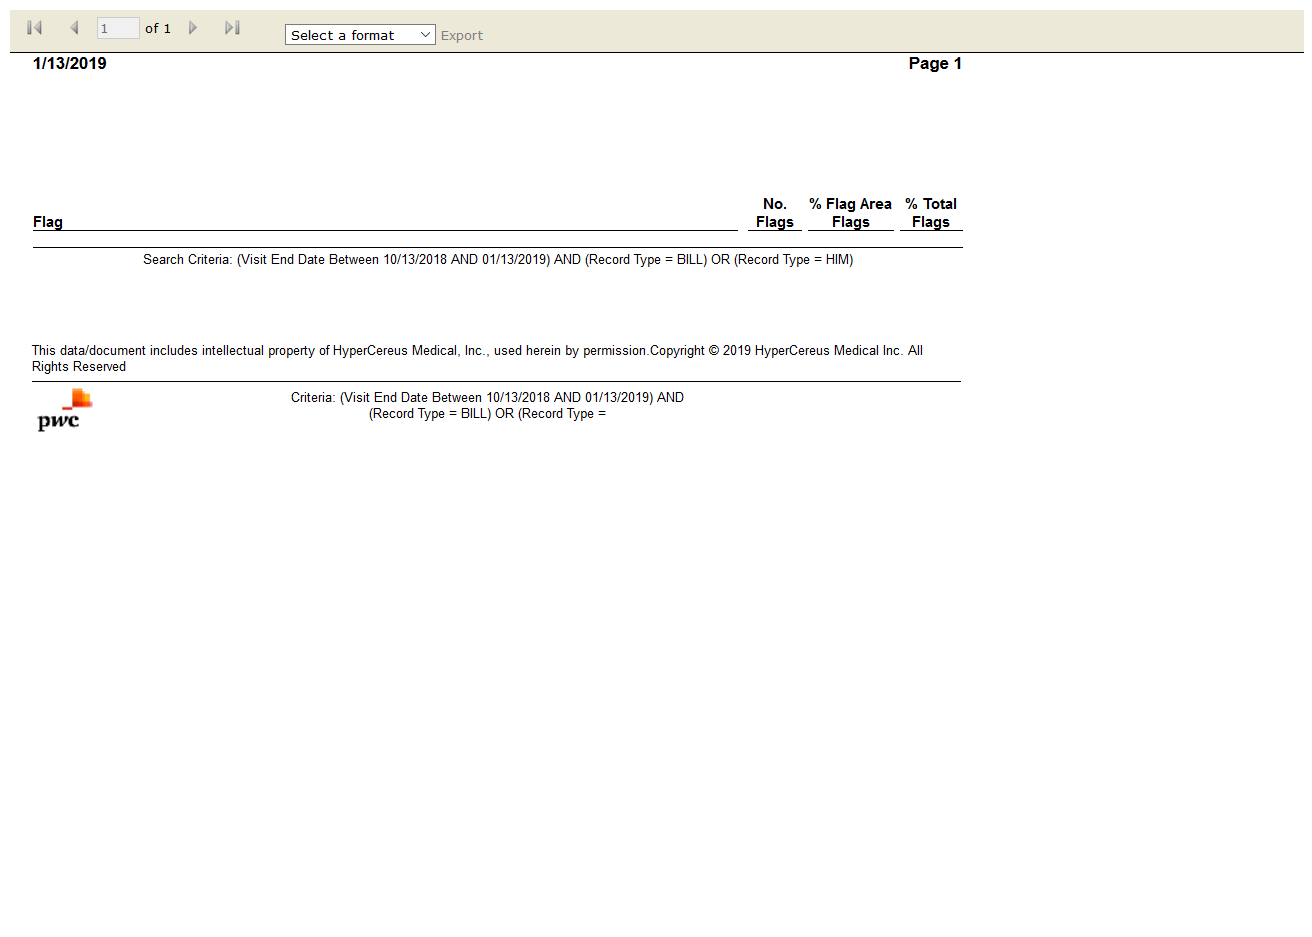 1 of 1 Select a format Export
1/13/2019 Page 1
No. % Flag Area % Total
Flag Flags Flags Flags
Search Criteria: (Visit End Date Between 10/13/2018 AND 01/13/2019) AND (Record Type = BILL) OR (Record Type = HIM)
This data/document includes intellectual property of HyperCereus Medical, Inc., used herein by permission.Copyright © 2019 HyperCereus Medical Inc. All
Rights Reserved
Criteria: (Visit End Date Between 10/13/2018 AND 01/13/2019) AND
(Record Type = BILL) OR (Record Type =
pwc